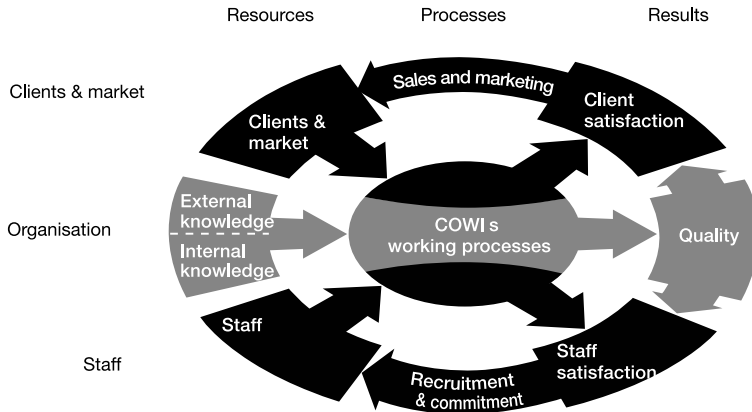 Resources Processes Results
Clients & market
Sales and marketing
Clients &
market
Client
satisfaction
Organisation
External
knowledge
Internal
knowledge
COWI s
working processes
Quality
Staff
Staff
Staff
satisfaction
Recruitment
& commitment